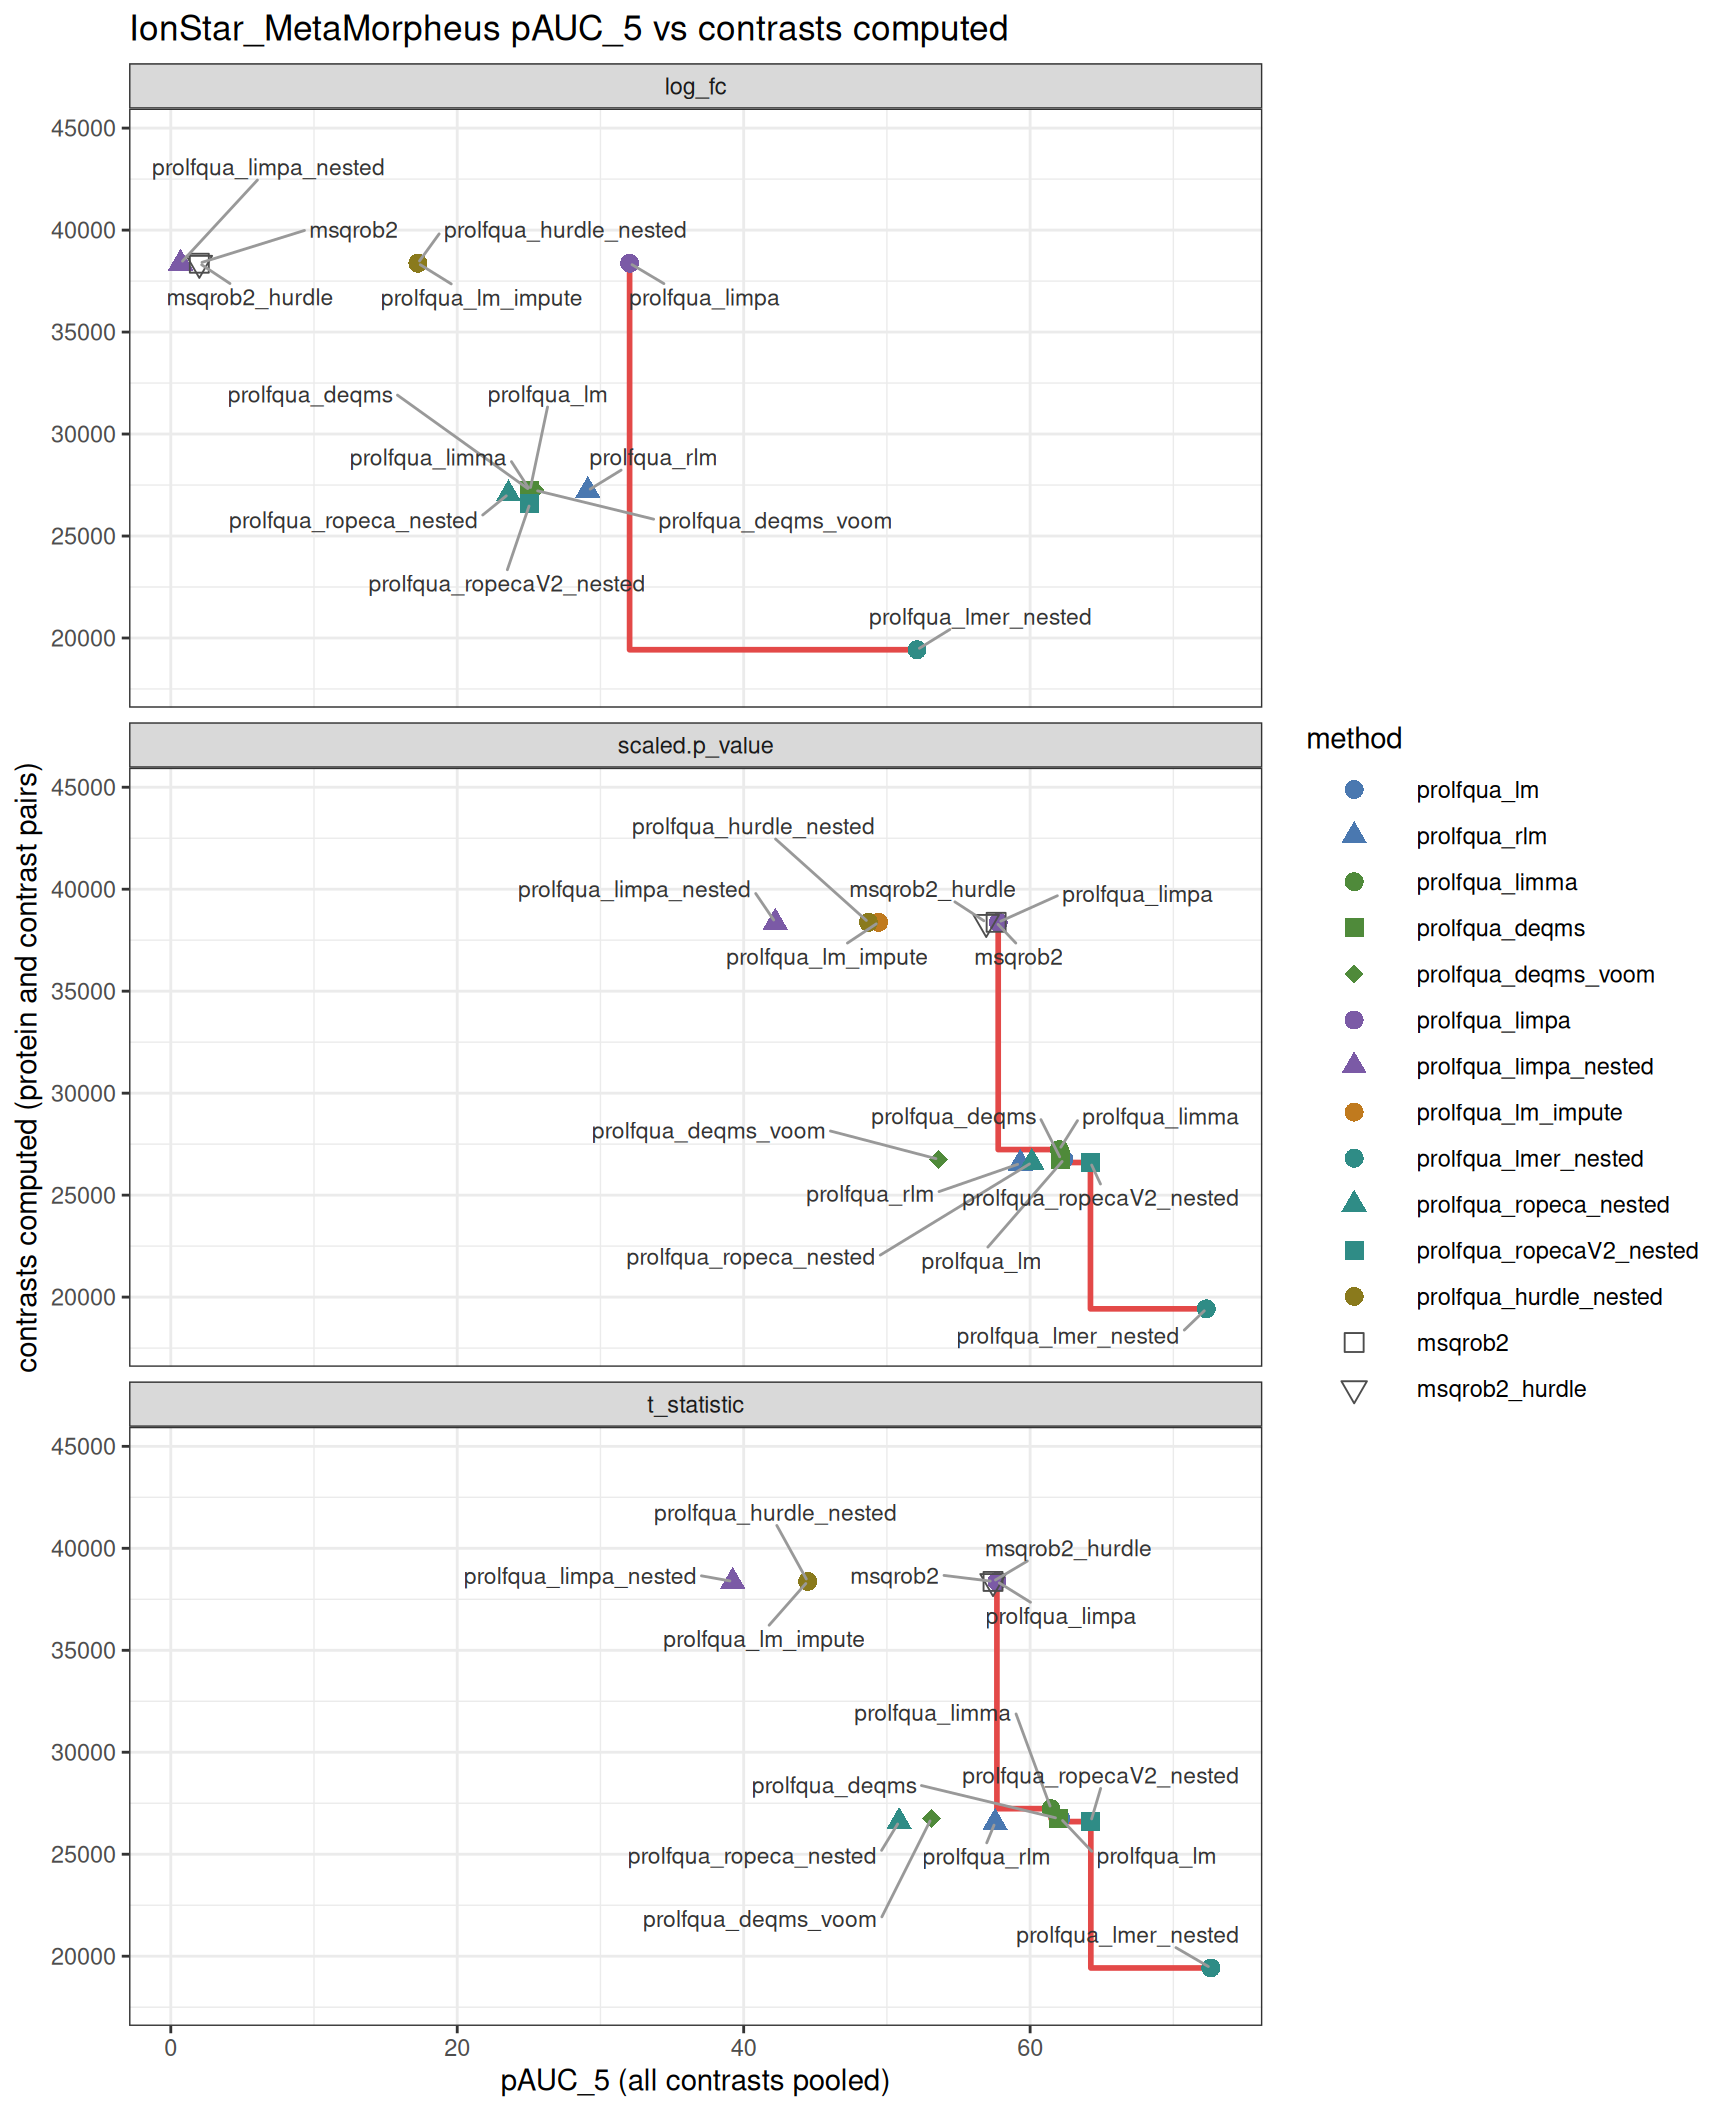 IonStar_MetaMorpheus pAUC_5 vs contrasts computed
log_fc
45000
40000
35000
30000
25000
20000
prolfqua_limpa_nested
msqrob2
prolfqua_hurdle_nested
msqrob2_hurdle
prolfqua_lm_impute
prolfqua_limpa
prolfqua_deqms
prolfqua_lm
prolfqua_limma
prolfqua_rlm
prolfqua_ropeca_nested
prolfqua_deqms_voom
prolfqua_ropecaV2_nested
prolfqua_lmer_nested
scaled.p_value
45000
40000
35000
30000
25000
20000
prolfqua_hurdle_nested
prolfqua_limpa_nested
msqrob2_hurdle
prolfqua_limpa
prolfqua_lm_impute
msqrob2
prolfqua_deqms
prolfqua_limma
prolfqua_deqms_voom
prolfqua_rlm
prolfqua_ropecaV2_nested
prolfqua_ropeca_nested
prolfqua_lm
prolfqua_lmer_nested
t_statistic
45000
40000
35000
30000
25000
20000
prolfqua_hurdle_nested
msqrob2_hurdle
prolfqua_limpa_nested
msqrob2
prolfqua_limpa
prolfqua_lm_impute
prolfqua_limma
prolfqua_ropecaV2_nested
prolfqua_deqms
prolfqua_ropeca_nested
prolfqua_rlm
prolfqua_lm
prolfqua_deqms_voom
prolfqua_lmer_nested
0
20
40
60
pAUC_5 (all contrasts pooled)
contrasts computed (protein and contrast pairs)
method
prolfqua_lm
prolfqua_rlm
prolfqua_limma
prolfqua_deqms
prolfqua_deqms_voom
prolfqua_limpa
prolfqua_limpa_nested
prolfqua_lm_impute
prolfqua_lmer_nested
prolfqua_ropeca_nested
prolfqua_ropecaV2_nested
prolfqua_hurdle_nested
msqrob2
msqrob2_hurdle